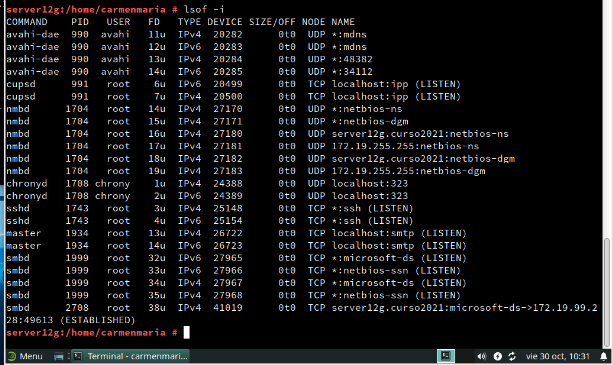 server12g:/home/carmenmaria # lsof -i
COMMAND PID USER FD TYPE DEVICE SIZE/OFF NODE NAME
avahi-dae 990 avahi 11u IPv4 20282 0t0 UDP *:mdns
avahi-dae 990 avahi 12u IPv6 20283 0t0 UDP *:mdns
avahi-dae 990 avahi 13u IPv4 20284 0t0 UDP *:48382
avahi-dae 990 avahi 14u IPv6 20285 0t0 UDP *:34112
cupsd 991 root 6u IPv6 20499 0t0 TCP localhost:ipp (LISTEN)
cupsd 991 root 7u IPv4 20500 0t0 TCP localhost:ipp (LISTEN)
nmbd 1704 root 14u IPv4 27170 0t0 UDP *:netbios-ns
nmbd 1704 root 15u IPv4 27171 0t0 UDP *:netbios-dgm
nmbd 1704 root 16u IPv4 27180 0t0 UDP server12g.curso2021:netbios-ns
nmbd 1704 root 17u IPv4 27181 0t0 UDP 172.19.255.255:netbios-ns
nmbd 1704 root 18u IPv4 27182 0t0 UDP server12g.curso2021:netbios-dgm
nmbd 1704 root 19u IPv4 27183 0t0 UDP 172.19.255.255:netbios-dgm
chronyd 1708 chrony 1u IPv4 24388 0t0 UDP localhost:323
chronyd 1708 chrony 2u IPv6 24389 0t0 UDP localhost:323
sshd 1743 root 3u IPv4 25148 0t0 TCP *:ssh (LISTEN)
sshd 1743 root 4u IPv6 25154 0t0 TCP *:ssh (LISTEN)
master 1934 root 13u IPv4 26722 0t0 TCP localhost:smtp (LISTEN)
master 1934 root 14u IPv6 26723 0t0 TCP localhost:smtp (LISTEN)
smbd 1999 root 32u IPv6 27965 0t0 TCP *:microsoft-ds (LISTEN)
smbd 1999 root 33u IPv6 27966 0t0 TCP *:netbios-ssn (LISTEN)
smbd 1999 root 34u IPv4 27967 0t0 TCP *:microsoft-ds (LISTEN)
smbd 1999 root 35u IPv4 27968 0t0 TCP *:netbios-ssn (LISTEN)
smbd 2708 root 38u IPv4 41019 0t0 TCP server12g.curso2021:microsoft-ds->172.19.99.2
28:49613 (ESTABLISHED)
server12g:/home/carmenmaria #
Menu Terminal - carmenmari... vie 30 oct, 10:31